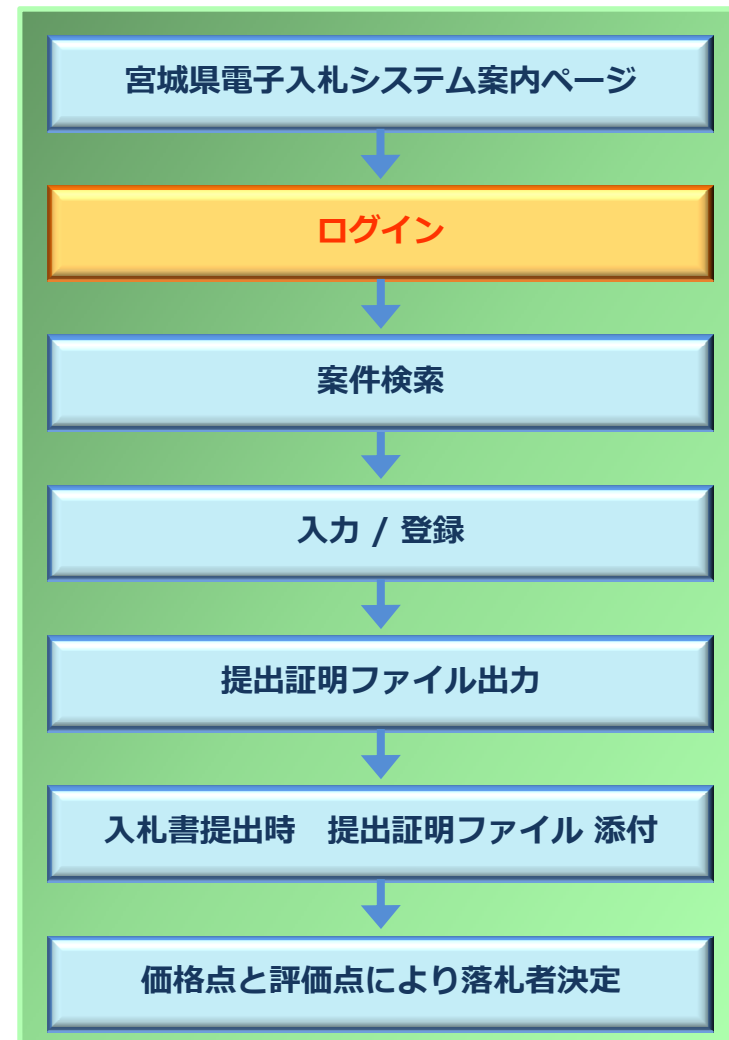 宮城県電子入札システム案内ページ
ログイン
案件検索
入力 / 登録
提出証明ファイル出力
入札書提出時　提出証明ファイル 添付
価格点と評価点により落札者決定